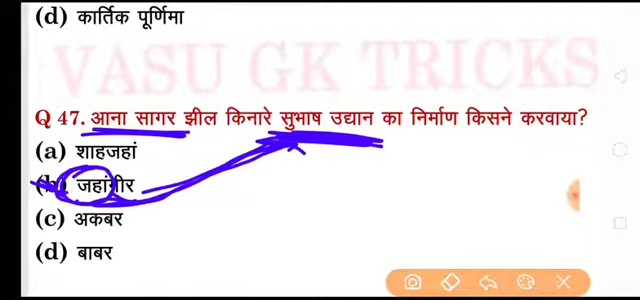 (d) कार्तिक पूर्णिमा
VASU GK TRICKS
Q 47. आना सागर झील किनारे सुभाष उद्यान का निर्माण किसने करवाया?
(a) शाहजहां
(b) जहांगीर
(c) अकबर
(d) बाबर